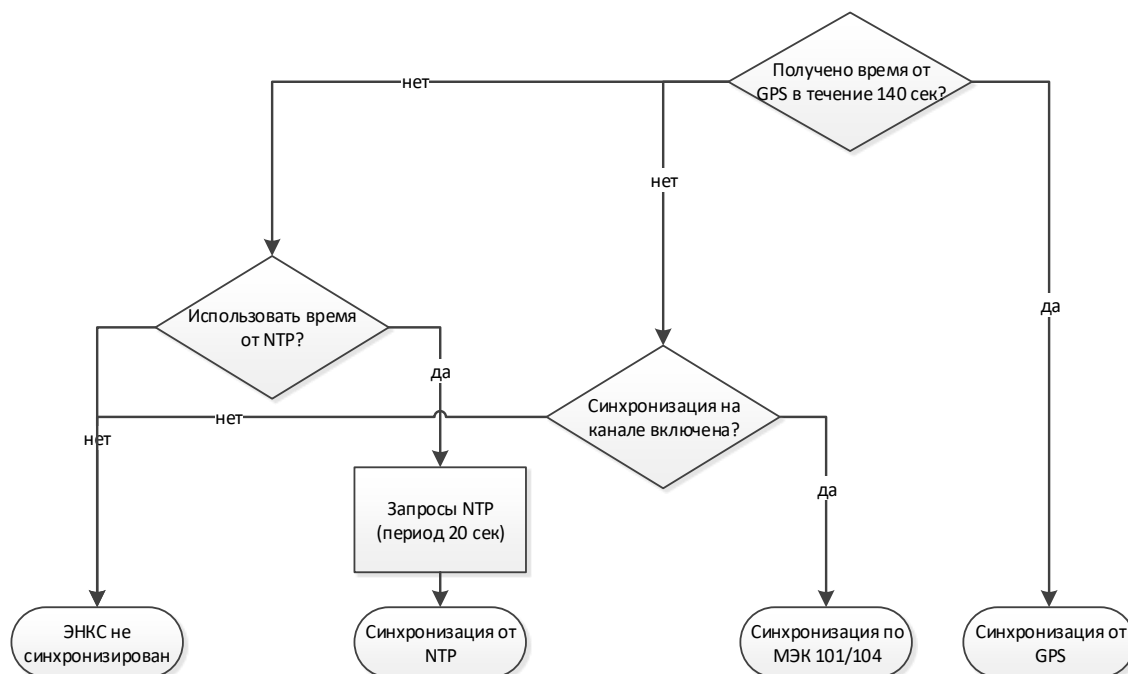 Получено время от
GPS в течение 140 сек?
нет
нет
да
Использовать время
от NTP?
да
нет
нет
Синхронизация на
канале включена?
да
Запросы NTP
(период 20 сек)
ЭНКС не
синхронизирован
Синхронизация от
NTP
Синхронизация по
МЭК 101/104
Синхронизация от
GPS